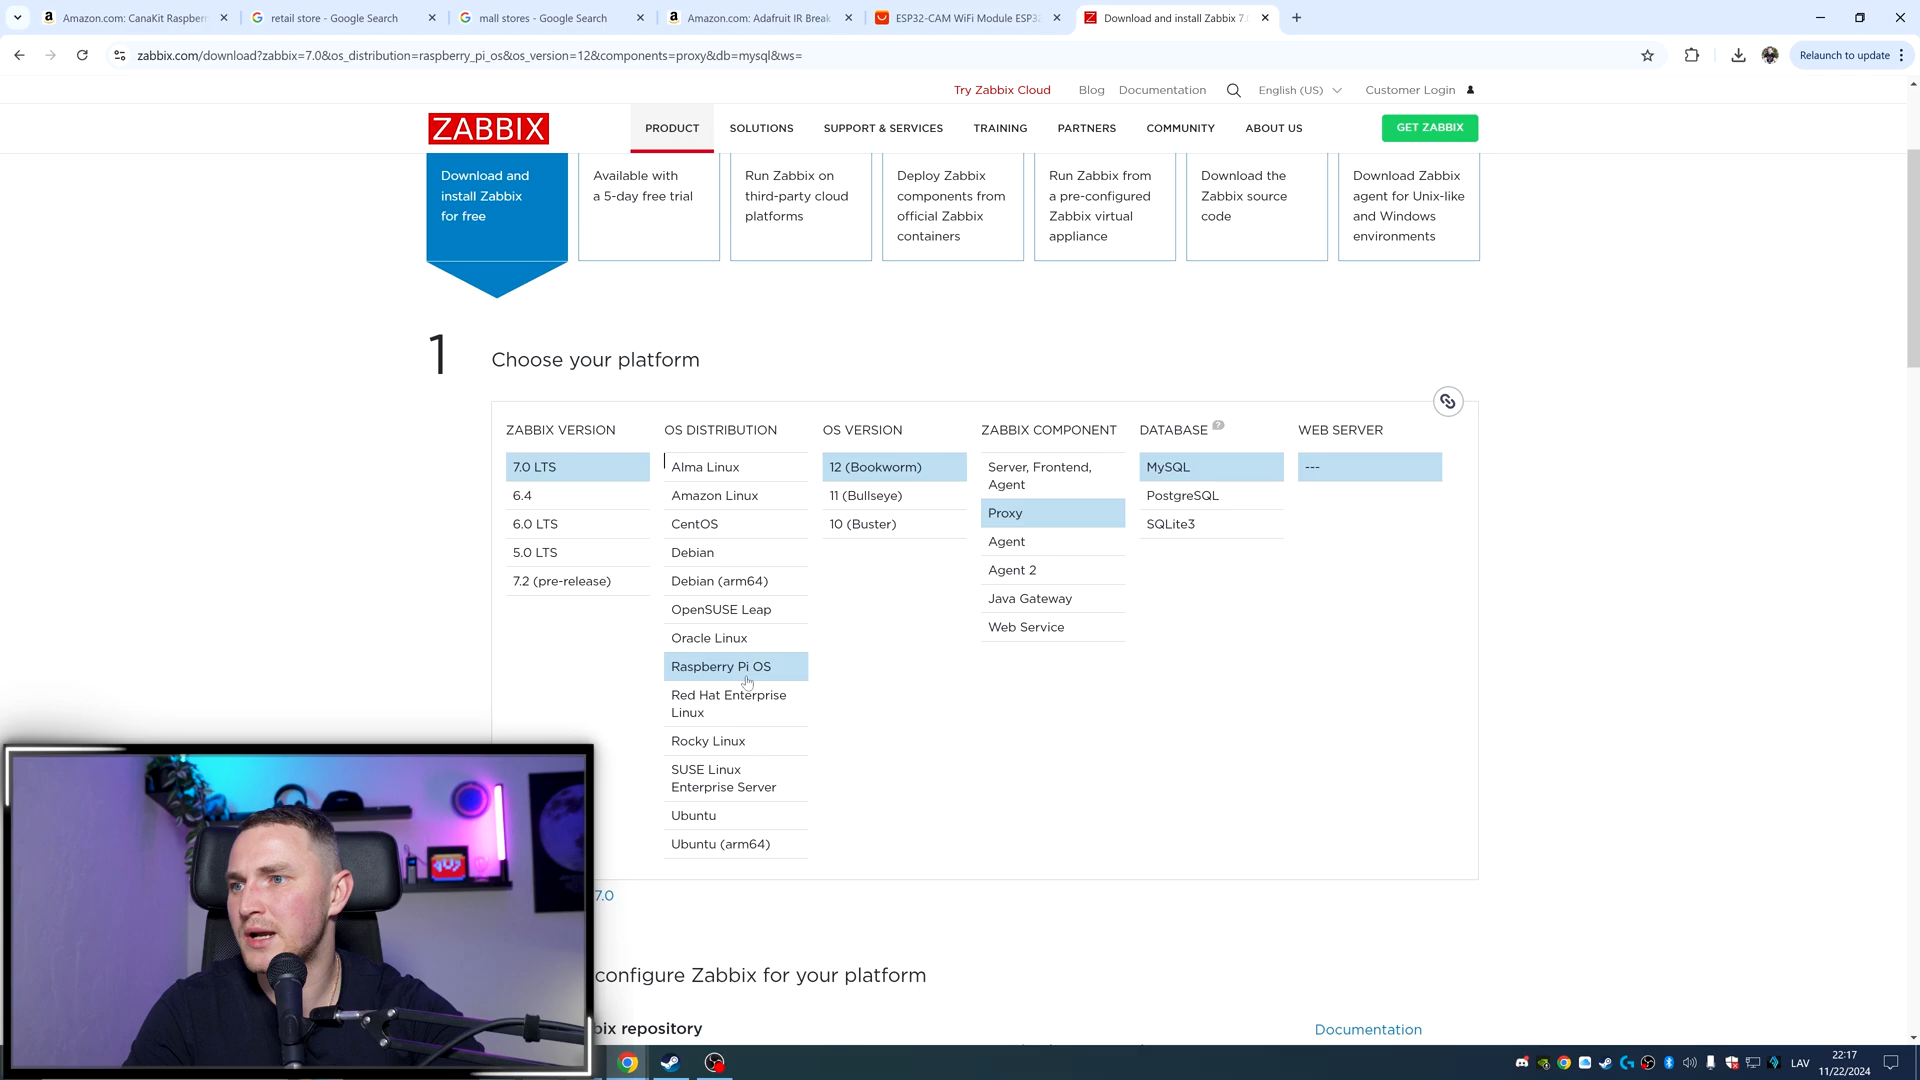 Amazon.com: CanaKit Raspberr
retail store - Google Search
mall stores - Google Search
Amazon.com: Adafruit IR Break
ESP32-CAM WiFi Module ESP32
Download and install Zabbix 7.
zabbix.com/download?zabbix=7.0&os_distribution=raspberry_pi_os&os_version=12&components=proxy&db=mysql&ws=
Relaunch to update
Try Zabbix Cloud
Blog
Documentation
English (US)
Customer Login
ZABBIX
PRODUCT
SOLUTIONS
SUPPORT & SERVICES
TRAINING
PARTNERS
COMMUNITY
ABOUT US
GET ZABBIX
Download and
install Zabbix
for free
Available with
a 5-day free trial
Run Zabbix on
third-party cloud
platforms
Deploy Zabbix
components from
official Zabbix
containers
Run Zabbix from
a pre-configured
Zabbix virtual
appliance
Download the
Zabbix source
code
Download Zabbix
agent for Unix-like
and Windows
environments
1
Choose your platform
ZABBIX VERSION
7.0 LTS
6.4
6.0 LTS
5.0 LTS
7.2 (pre-release)
OS DISTRIBUTION
Alma Linux
Amazon Linux
CentOS
Debian
Debian (arm64)
OpenSUSE Leap
Oracle Linux
Raspberry Pi OS
Red Hat Enterprise
Linux
Rocky Linux
SUSE Linux
Enterprise Server
Ubuntu
Ubuntu (arm64)
OS VERSION
12 (Bookworm)
11 (Bullseye)
10 (Buster)
ZABBIX COMPONENT
Server, Frontend,
Agent
Proxy
Agent
Agent 2
Java Gateway
Web Service
DATABASE ?
MySQL
PostgreSQL
SQLite3
WEB SERVER
---
7.0
configure Zabbix for your platform
bix repository
Documentation
LAV
22:17
11/22/2024